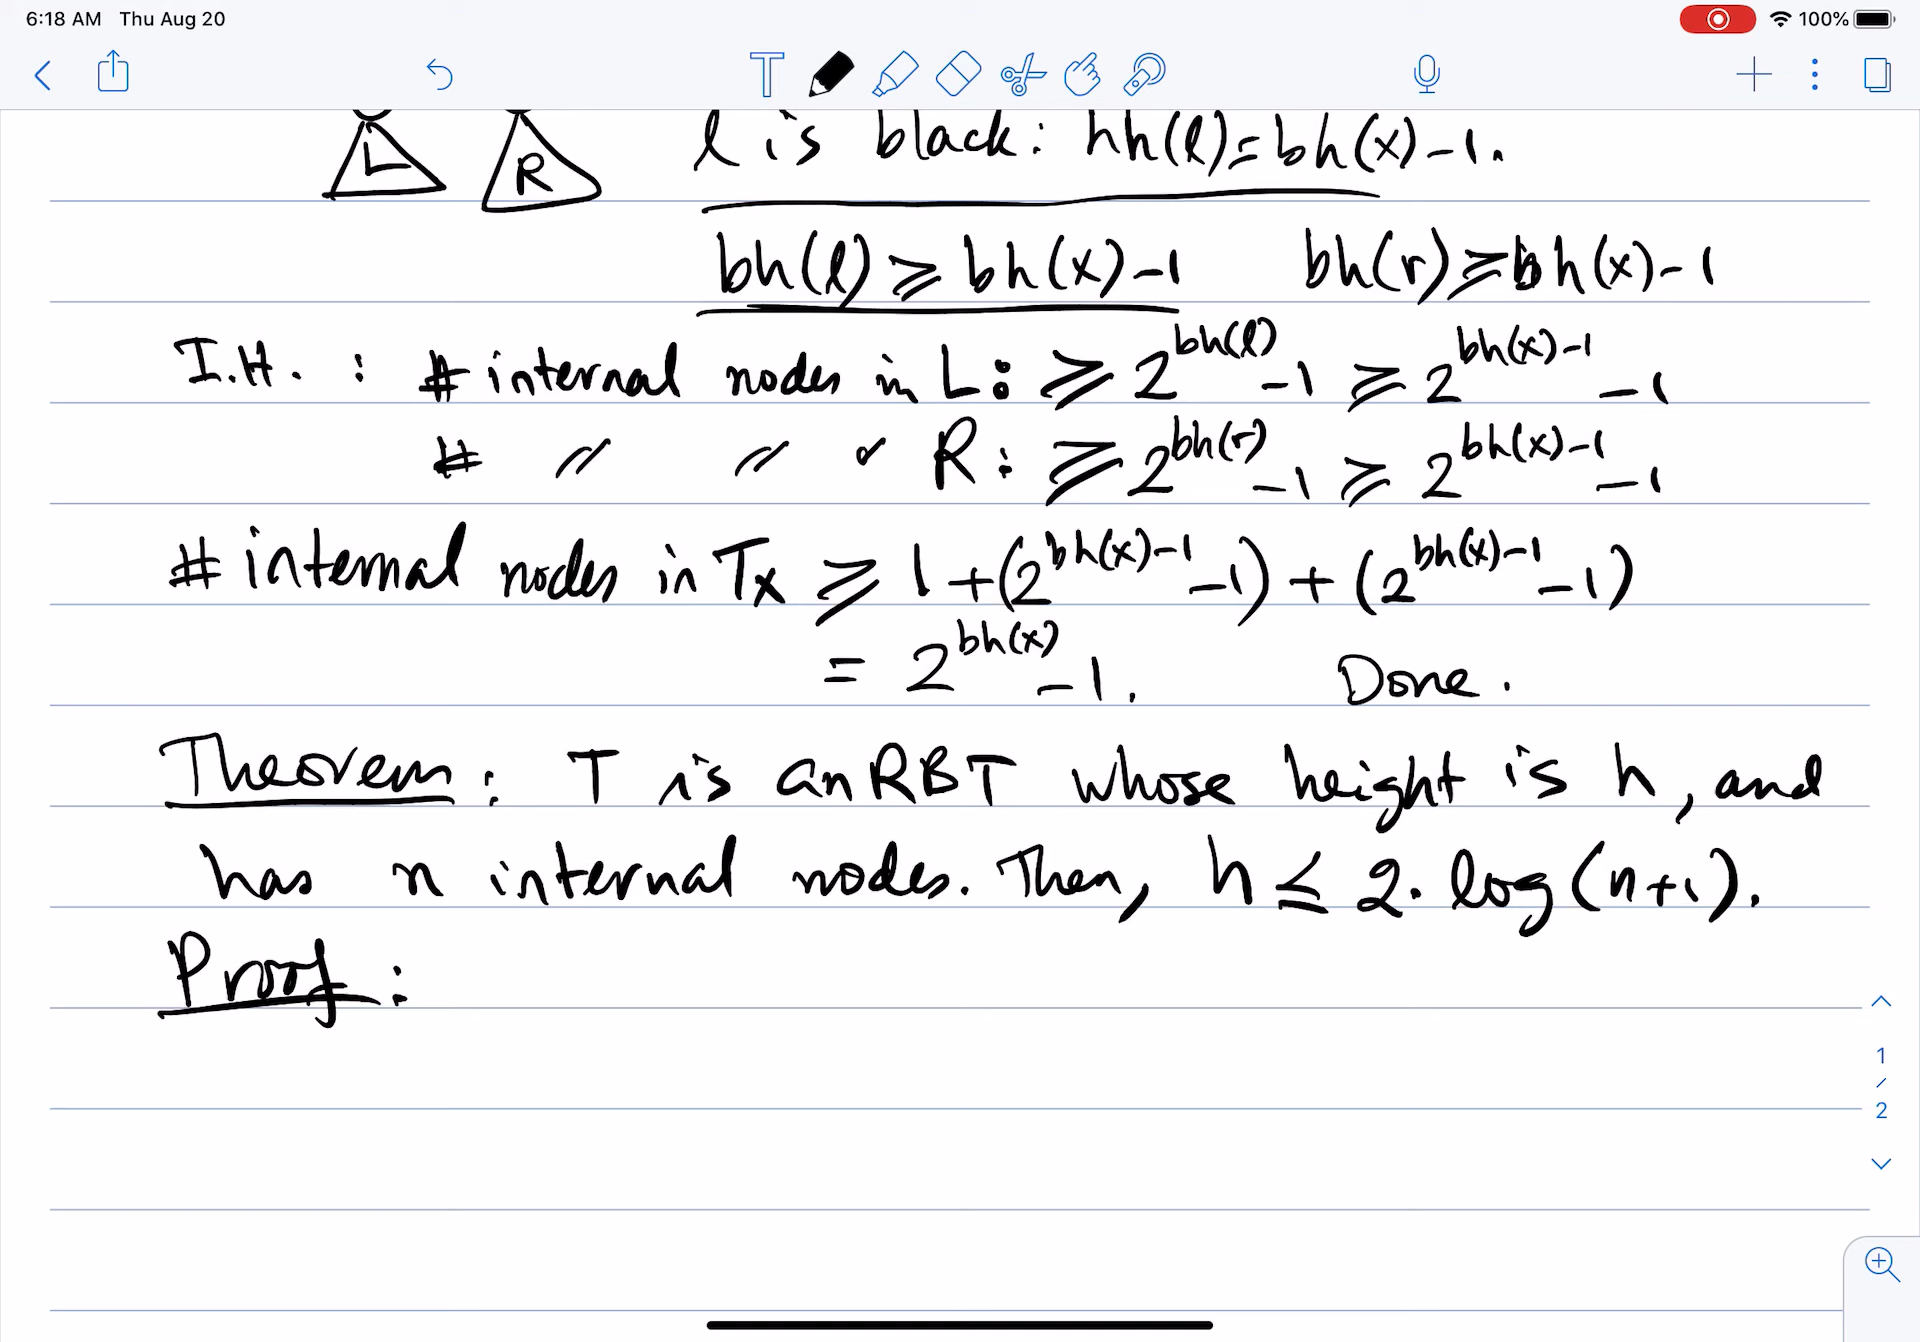 6:18 AM Thu Aug 20 100%
T
L R l is black: hh(l) = bh(x)-1.
bh(l) ≥ bh(x)-1 bh(r) ≥ bh(x)-1
I.H. : # internal nodes in L: ≥ 2^bh(l) -1 ≥ 2^bh(x)-1 -1
# 〃 〃 〃 R: ≥ 2^bh(r) -1 ≥ 2^bh(x)-1 -1
# internal nodes in Tx ≥ 1+(2^bh(x)-1 -1) + (2^bh(x)-1 -1)
= 2^bh(x) -1. Done.
Theorem: T is an RBT whose height is h, and
has n internal nodes. Then, h ≤ 2. log(n+1).
Proof:
1
/
2